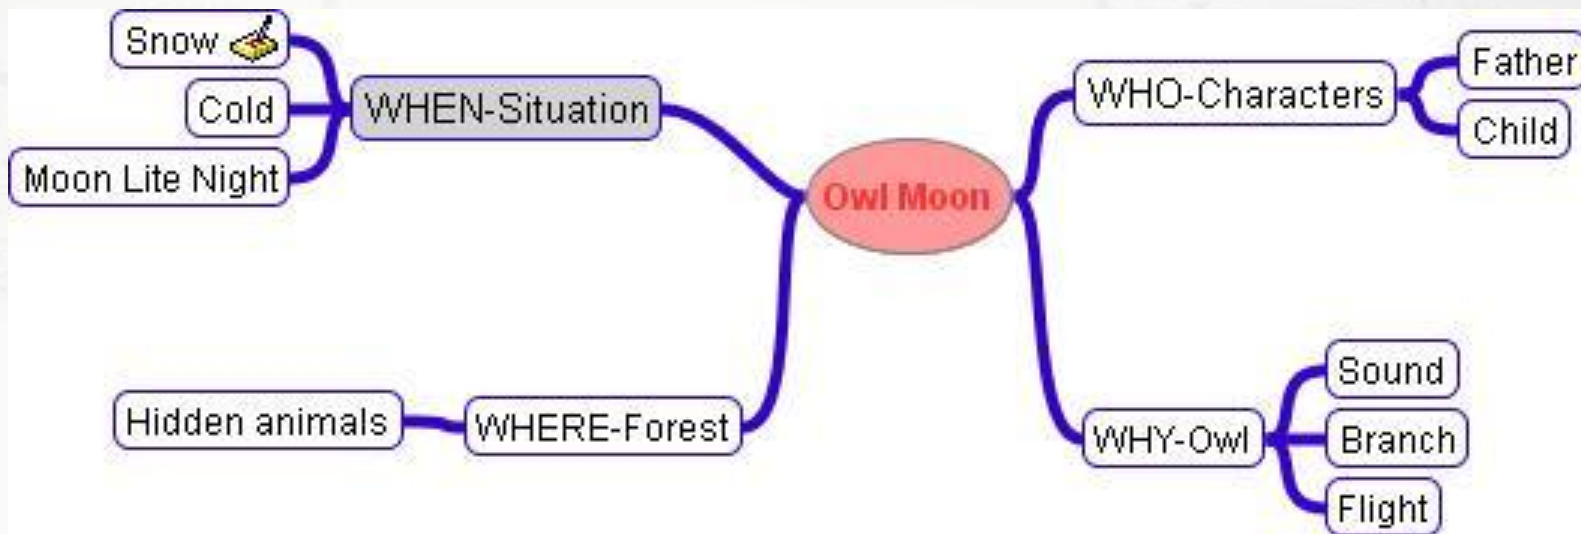 Snow
Cold
Moon Lite Night
WHEN-Situation
Hidden animals
WHERE-Forest
Owl Moon
WHO-Characters
Father
Child
WHY-Owl
Sound
Branch
Flight